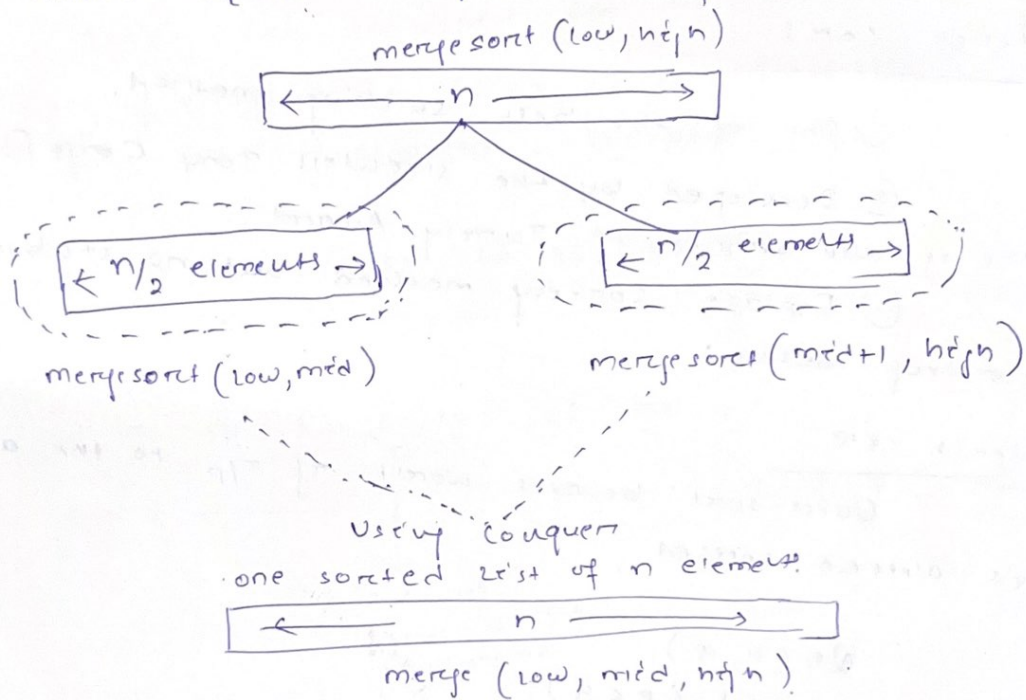 mergesort (low, high)
n
n/2 elements
n/2 elements
mergesort (low, mid)
mergesort (mid+1, high)
Using Conquer
one sorted list of n element.
n
merge (low, mid, high)